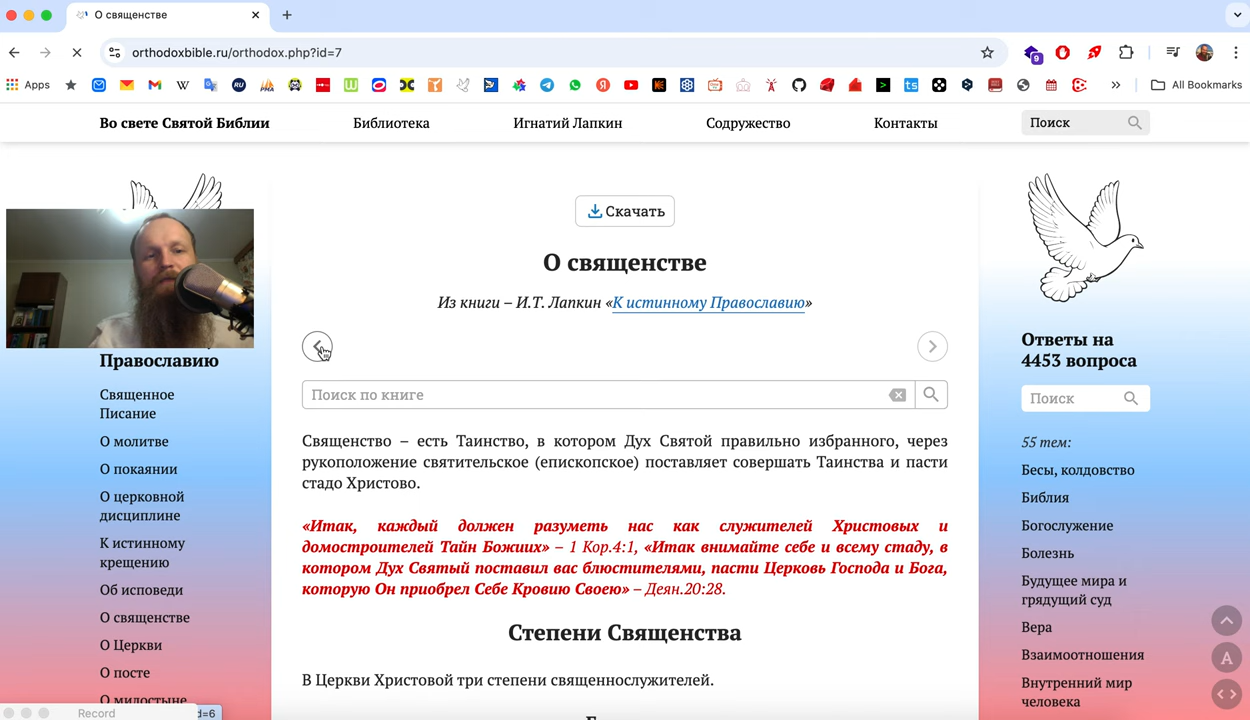 О священстве
orthodoxbible.ru/orthodox.php?id=7
9
Apps
All Bookmarks
Во свете Святой Библии
Библиотека
Игнатий Лапкин
Содружество
Контакты
Поиск
Скачать
О священстве
Из книги – И.Т. Лапкин «К истинному Православию»
Поиск по книге
Священство – есть Таинство, в котором Дух Святой правильно избранного, через
рукоположение святительское (епископское) поставляет совершать Таинства и пасти
стадо Христово.
«Итак, каждый должен разуметь нас как служителей Христовых и
домостроителей Тайн Божиих» – 1 Кор.4:1, «Итак внимайте себе и всему стаду, в
котором Дух Святый поставил вас блюстителями, пасти Церковь Господа и Бога,
которую Он приобрел Себе Кровию Своею» – Деян.20:28.
Степени Священства
В Церкви Христовой три степени священнослужителей.
Православию
Священное
Писание
О молитве
О покаянии
О церковной
дисциплине
К истинному
крещению
Об исповеди
О священстве
О Церкви
О посте
О милостыне
Record
d=6
Ответы на
4453 вопроса
Поиск
55 тем:
Бесы, колдовство
Библия
Богослужение
Болезнь
Будущее мира и
грядущий суд
Вера
Взаимоотношения
Внутренний мир
человека
A